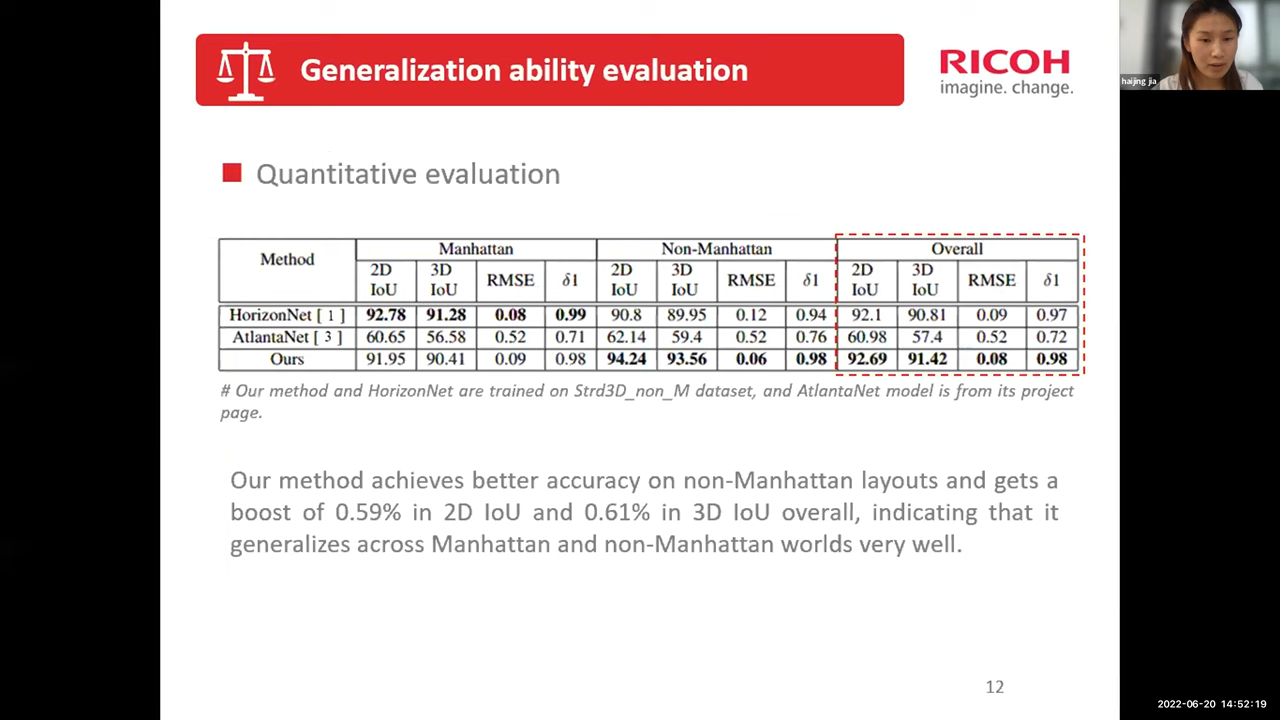 Generalization ability evaluation
RICOH
imagine. change.
haijing jia
Quantitative evaluation
Method Manhattan Non-Manhattan Overall
2D IoU 3D IoU RMSE δ1 2D IoU 3D IoU RMSE δ1 2D IoU 3D IoU RMSE δ1
HorizonNet [ 1 ] 92.78 91.28 0.08 0.99 90.8 89.95 0.12 0.94 92.1 90.81 0.09 0.97
AtlantaNet [ 3 ] 60.65 56.58 0.52 0.71 62.14 59.4 0.52 0.76 60.98 57.4 0.52 0.72
Ours 91.95 90.41 0.09 0.98 94.24 93.56 0.06 0.98 92.69 91.42 0.08 0.98
# Our method and HorizonNet are trained on Strd3D_non_M dataset, and AtlantaNet model is from its project
page.
Our method achieves better accuracy on non-Manhattan layouts and gets a
boost of 0.59% in 2D IoU and 0.61% in 3D IoU overall, indicating that it
generalizes across Manhattan and non-Manhattan worlds very well.
12
2022-06-20 14:52:19